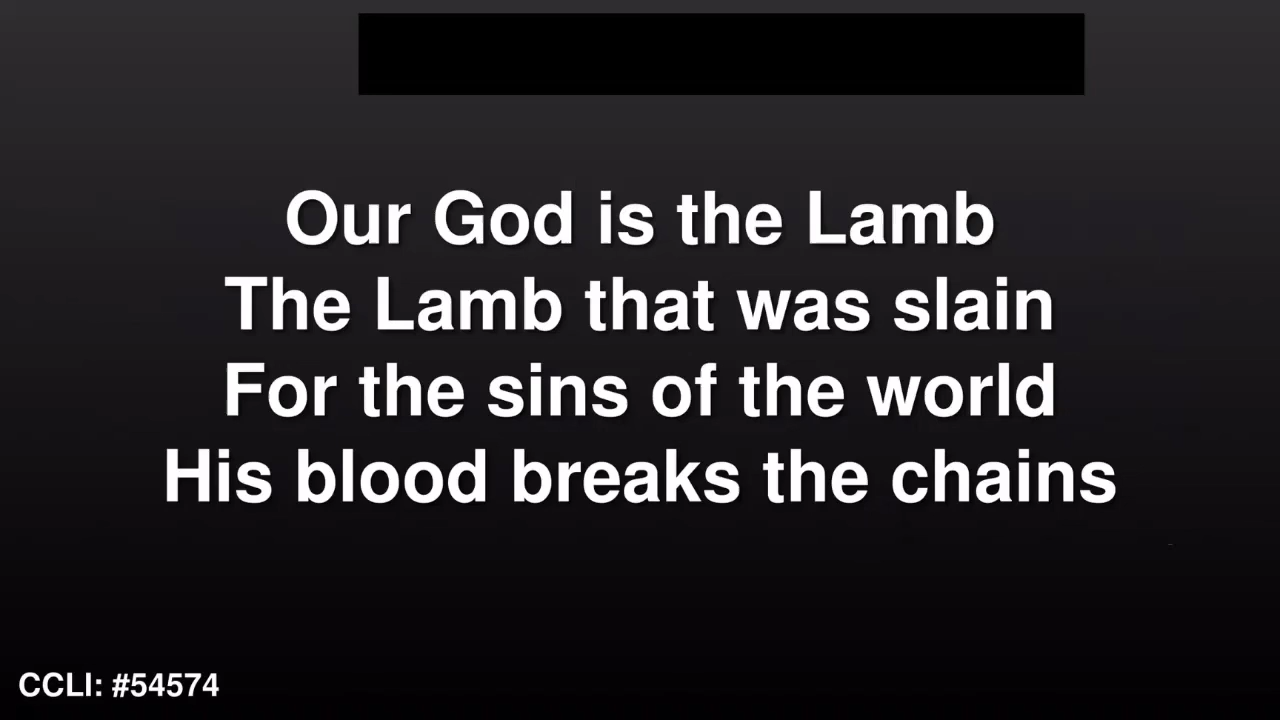 Our God is the Lamb
The Lamb that was slain
For the sins of the world
His blood breaks the chains
CCLI: #54574